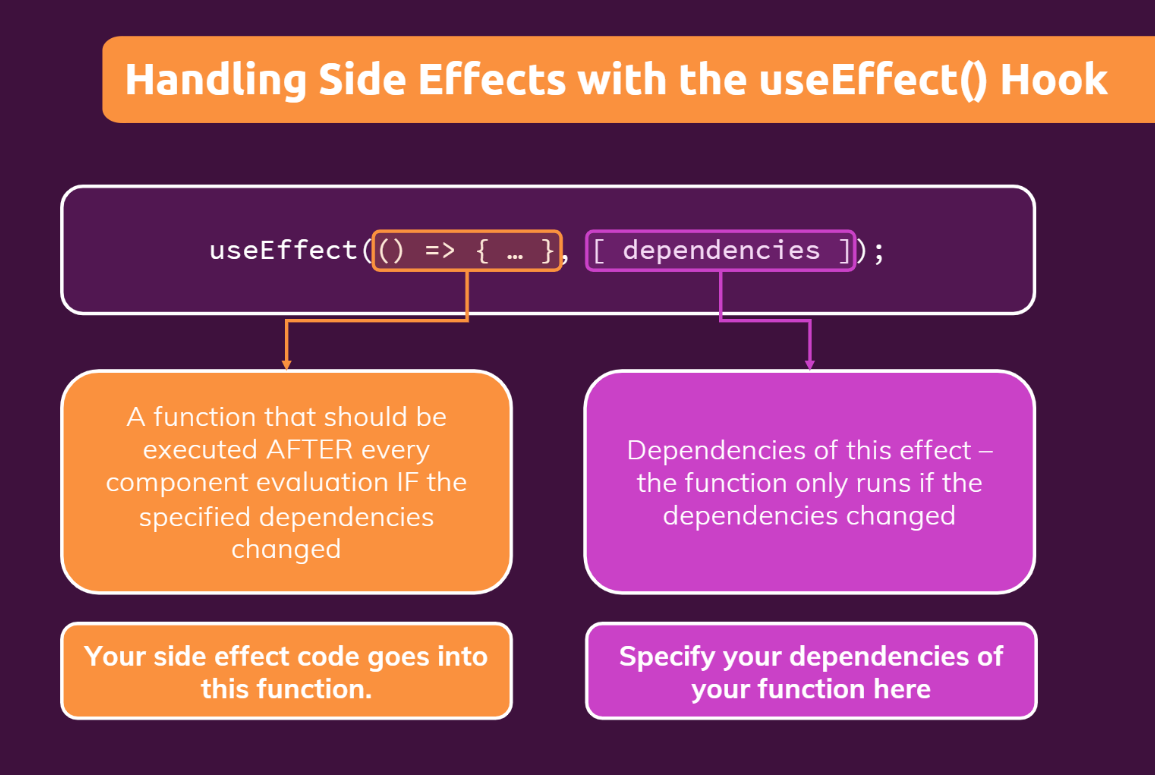 Handling Side Effects with the useEffect() Hook
useEffect(() => { … }, [ dependencies ]);
A function that should be
executed AFTER every
component evaluation IF the
specified dependencies
changed
Dependencies of this effect –
the function only runs if the
dependencies changed
Your side effect code goes into
this function.
Specify your dependencies of
your function here